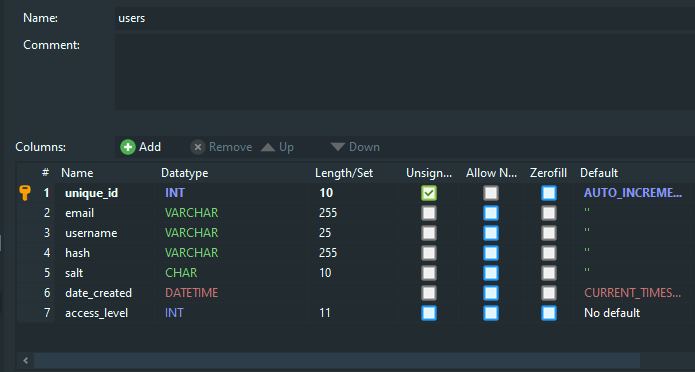 Name: users
Comment:
Columns: Add Remove Up Down
# Name Datatype Length/Set Unsign... Allow N... Zerofill Default
1 unique_id INT 10 AUTO_INCREME...
2 email VARCHAR 255 ''
3 username VARCHAR 25 ''
4 hash VARCHAR 255 ''
5 salt CHAR 10 ''
6 date_created DATETIME CURRENT_TIMES...
7 access_level INT 11 No default